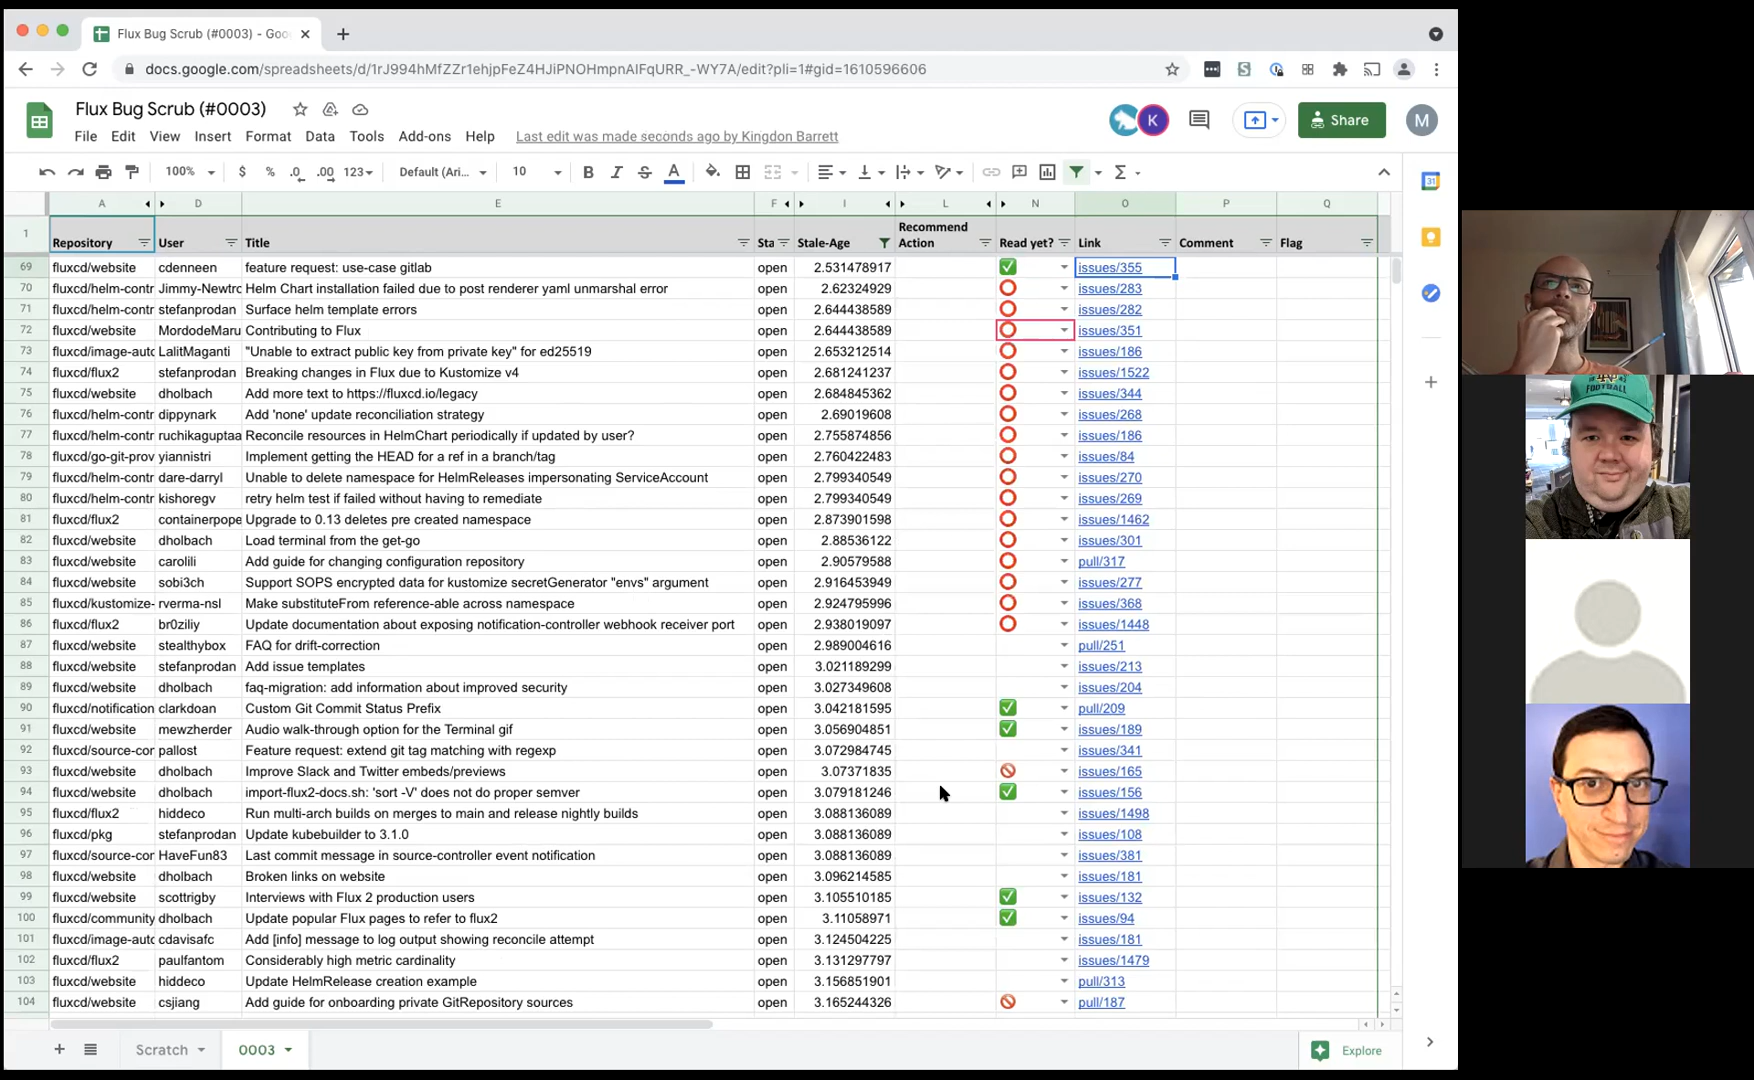 Flux Bug Scrub (#0003) - Goo
docs.google.com/spreadsheets/d/1rJ994hMfZZr1ehjpFeZ4HJiPNOHmpnAIFqURR_-WY7A/edit?pli=1#gid=1610596606
Flux Bug Scrub (#0003)
File Edit View Insert Format Data Tools Add-ons Help Last edit was made seconds ago by Kingdon Barrett
K
Share
M
100% $ % .0 .00 123 Default (Ari... 10 B I S A Σ
31
A D E F I L N O P Q
1 Repository User Title Sta Stale-Age Recommend Action Read yet? Link Comment Flag
69 fluxcd/website cdenneen feature request: use-case gitlab open 2.531478917 issues/355
70 fluxcd/helm-contr Jimmy-Newtrc Helm Chart installation failed due to post renderer yaml unmarshal error open 2.62324929 issues/283
71 fluxcd/helm-contr stefanprodan Surface helm template errors open 2.644438589 issues/282
72 fluxcd/website MordodeMaru Contributing to Flux open 2.644438589 issues/351
73 fluxcd/image-autc LalitMaganti "Unable to extract public key from private key" for ed25519 open 2.653212514 issues/186
74 fluxcd/flux2 stefanprodan Breaking changes in Flux due to Kustomize v4 open 2.681241237 issues/1522
75 fluxcd/website dholbach Add more text to https://fluxcd.io/legacy open 2.684845362 issues/344
76 fluxcd/helm-contr dippynark Add 'none' update reconciliation strategy open 2.69019608 issues/268
77 fluxcd/helm-contr ruchikaguptaa Reconcile resources in HelmChart periodically if updated by user? open 2.755874856 issues/186
78 fluxcd/go-git-prov yiannistri Implement getting the HEAD for a ref in a branch/tag open 2.760422483 issues/84
79 fluxcd/helm-contr dare-darryl Unable to delete namespace for HelmReleases impersonating ServiceAccount open 2.799340549 issues/270
80 fluxcd/helm-contr kishoregv retry helm test if failed without having to remediate open 2.799340549 issues/269
81 fluxcd/flux2 containerpope Upgrade to 0.13 deletes pre created namespace open 2.873901598 issues/1462
82 fluxcd/website dholbach Load terminal from the get-go open 2.88536122 issues/301
83 fluxcd/website carolili Add guide for changing configuration repository open 2.90579588 pull/317
84 fluxcd/website sobi3ch Support SOPS encrypted data for kustomize secretGenerator "envs" argument open 2.916453949 issues/277
85 fluxcd/kustomize- rverma-nsl Make substituteFrom reference-able across namespace open 2.924795996 issues/368
86 fluxcd/flux2 br0ziliy Update documentation about exposing notification-controller webhook receiver port open 2.938019097 issues/1448
87 fluxcd/website stealthybox FAQ for drift-correction open 2.989004616 pull/251
88 fluxcd/website stefanprodan Add issue templates open 3.021189299 issues/213
89 fluxcd/website dholbach faq-migration: add information about improved security open 3.027349608 issues/204
90 fluxcd/notification clarkdoan Custom Git Commit Status Prefix open 3.042181595 pull/209
91 fluxcd/website mewzherder Audio walk-through option for the Terminal gif open 3.056904851 issues/189
92 fluxcd/source-cor pallost Feature request: extend git tag matching with regexp open 3.072984745 issues/341
93 fluxcd/website dholbach Improve Slack and Twitter embeds/previews open 3.07371835 issues/165
94 fluxcd/website dholbach import-flux2-docs.sh: 'sort -V' does not do proper semver open 3.079181246 issues/156
95 fluxcd/flux2 hiddeco Run multi-arch builds on merges to main and release nightly builds open 3.088136089 issues/1498
96 fluxcd/pkg stefanprodan Update kubebuilder to 3.1.0 open 3.088136089 issues/108
97 fluxcd/source-cor HaveFun83 Last commit message in source-controller event notification open 3.088136089 issues/381
98 fluxcd/website dholbach Broken links on website open 3.096214585 issues/181
99 fluxcd/website scottrigby Interviews with Flux 2 production users open 3.105510185 issues/132
100 fluxcd/community dholbach Update popular Flux pages to refer to flux2 open 3.11058971 issues/94
101 fluxcd/image-autc cdavisafc Add [info] message to log output showing reconcile attempt open 3.124504225 issues/181
102 fluxcd/flux2 paulfantom Considerably high metric cardinality open 3.131297797 issues/1479
103 fluxcd/website hiddeco Update HelmRelease creation example open 3.156851901 pull/313
104 fluxcd/website csjiang Add guide for onboarding private GitRepository sources open 3.165244326 pull/187
Scratch 0003 Explore
FOOTBALL